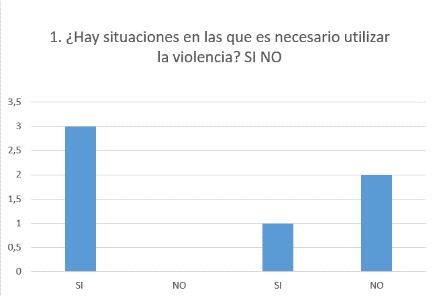 1. ¿Hay situaciones en las que es necesario utilizar
la violencia? SI NO
3,5
3
2,5
2
1,5
1
0,5
0
SI NO SI NO